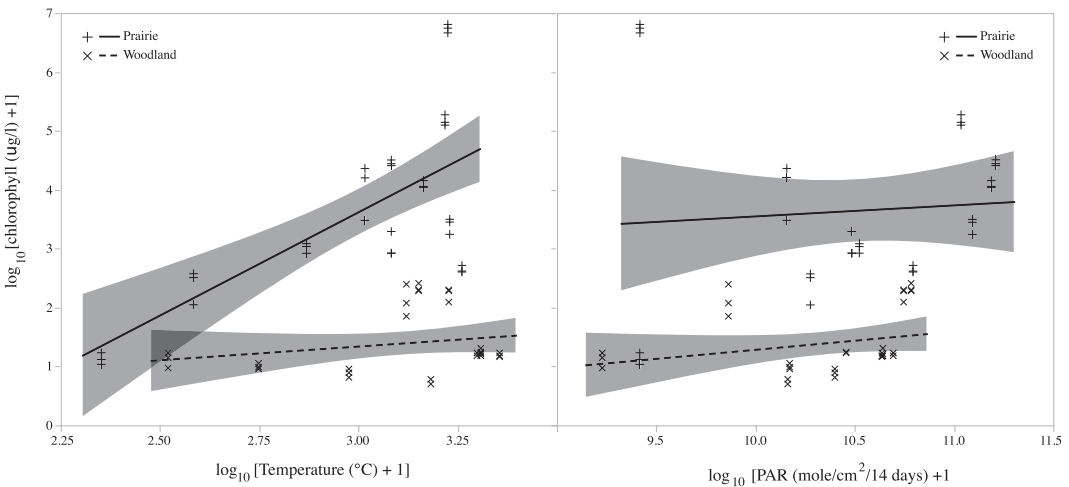 7
6
5
4
3
2
1
0
log10[chlorophyll (ug/l) +1]
Prairie
Woodland
Prairie
Woodland
2.25 2.50 2.75 3.00 3.25
9.5 10.0 10.5 11.0 11.5
log10 [Temperature (°C) + 1]
log10 [PAR (mole/cm2/14 days) +1